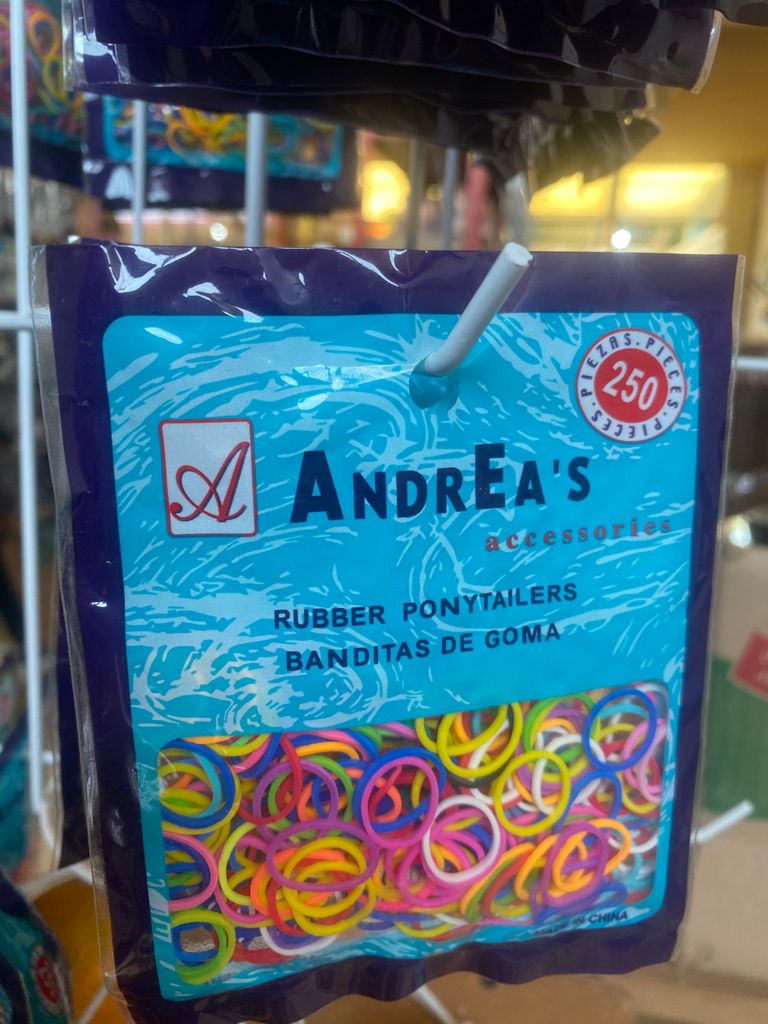 PIEZAS.PIECES.PIECES.
250
A
ANDREA'S
accessories
RUBBER PONYTAILERS
BANDITAS DE GOMA
MADE IN CHINA